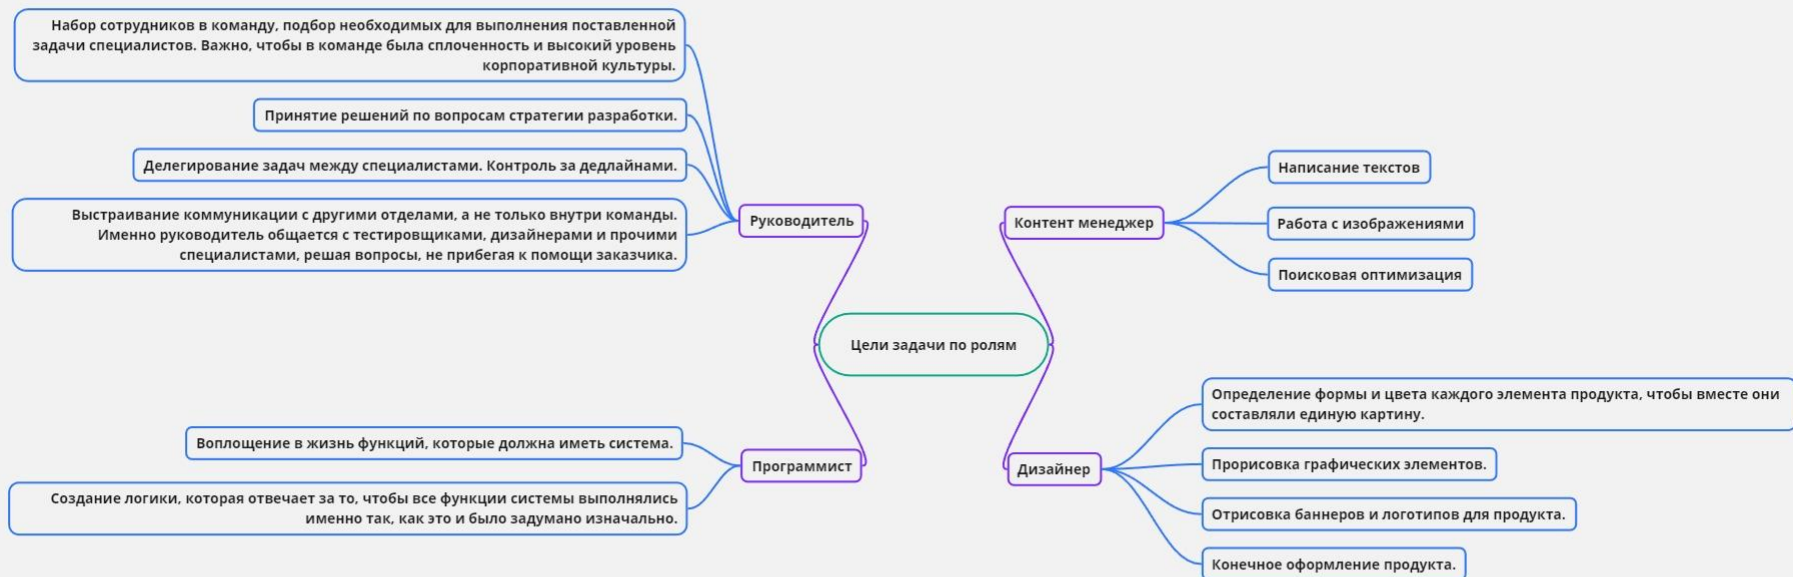 Набор сотрудников в команду, подбор необходимых для выполнения поставленной
задачи специалистов. Важно, чтобы в команде была сплоченность и высокий уровень
корпоративной культуры.
Принятие решений по вопросам стратегии разработки.
Делегирование задач между специалистами. Контроль за дедлайнами.
Выстраивание коммуникации с другими отделами, а не только внутри команды.
Именно руководитель общается с тестировщиками, дизайнерами и прочими
специалистами, решая вопросы, не прибегая к помощи заказчика.
Руководитель
Контент менеджер
Написание текстов
Работа с изображениями
Поисковая оптимизация
Цели задачи по ролям
Воплощение в жизнь функций, которые должна иметь система.
Создание логики, которая отвечает за то, чтобы все функции системы выполнялись
именно так, как это и было задумано изначально.
Программист
Дизайнер
Определение формы и цвета каждого элемента продукта, чтобы вместе они
составляли единую картину.
Прорисовка графических элементов.
Отрисовка баннеров и логотипов для продукта.
Конечное оформление продукта.